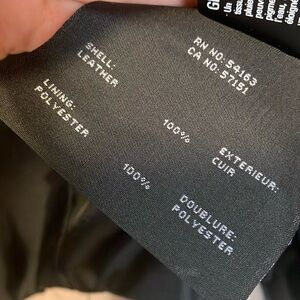 RN NO: 54163
CA NO: 57151
SHELL:
LEATHER
100%
EXTERIEUR:
CUIR
LINING:
POLYESTER
100%
DOUBLURE:
POLYESTER